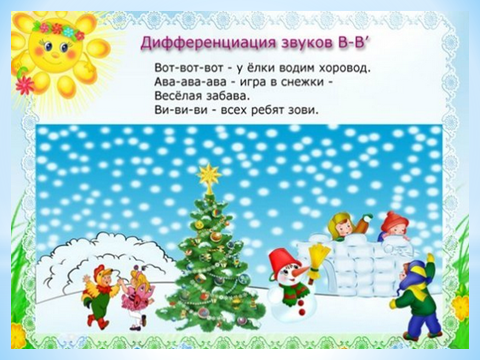 Дифференциация звуков В-В’
Вот-вот-вот - у ёлки водим хоровод.
Ава-ава-ава - игра в снежки -
Весёлая забава.
Ви-ви-ви - всех ребят зови.